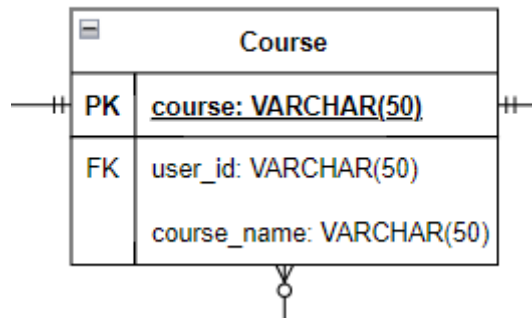 Course
PK course: VARCHAR(50)
FK user_id: VARCHAR(50)
course_name: VARCHAR(50)